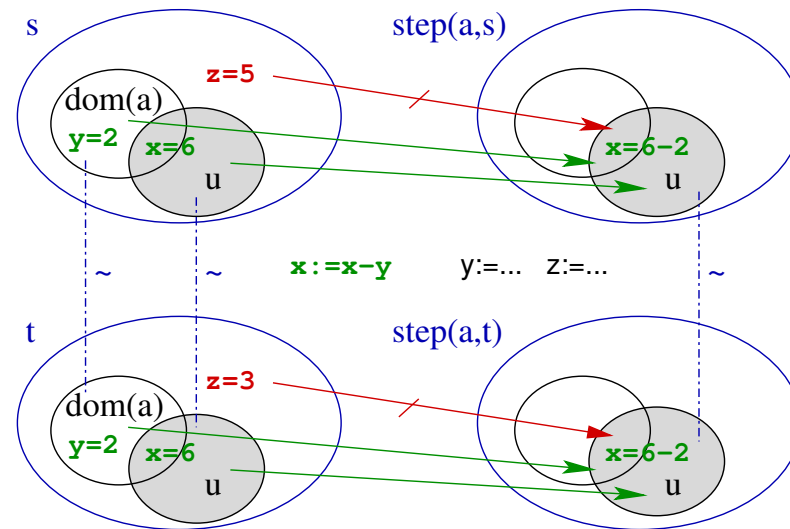 s step(a,s)
z=5
dom(a)
y=2 x=6 x=6−2
u u
~ ~ x:=x−y y:=... z:=... ~
t step(a,t)
z=3
dom(a)
y=2 x=6 x=6−2
u u